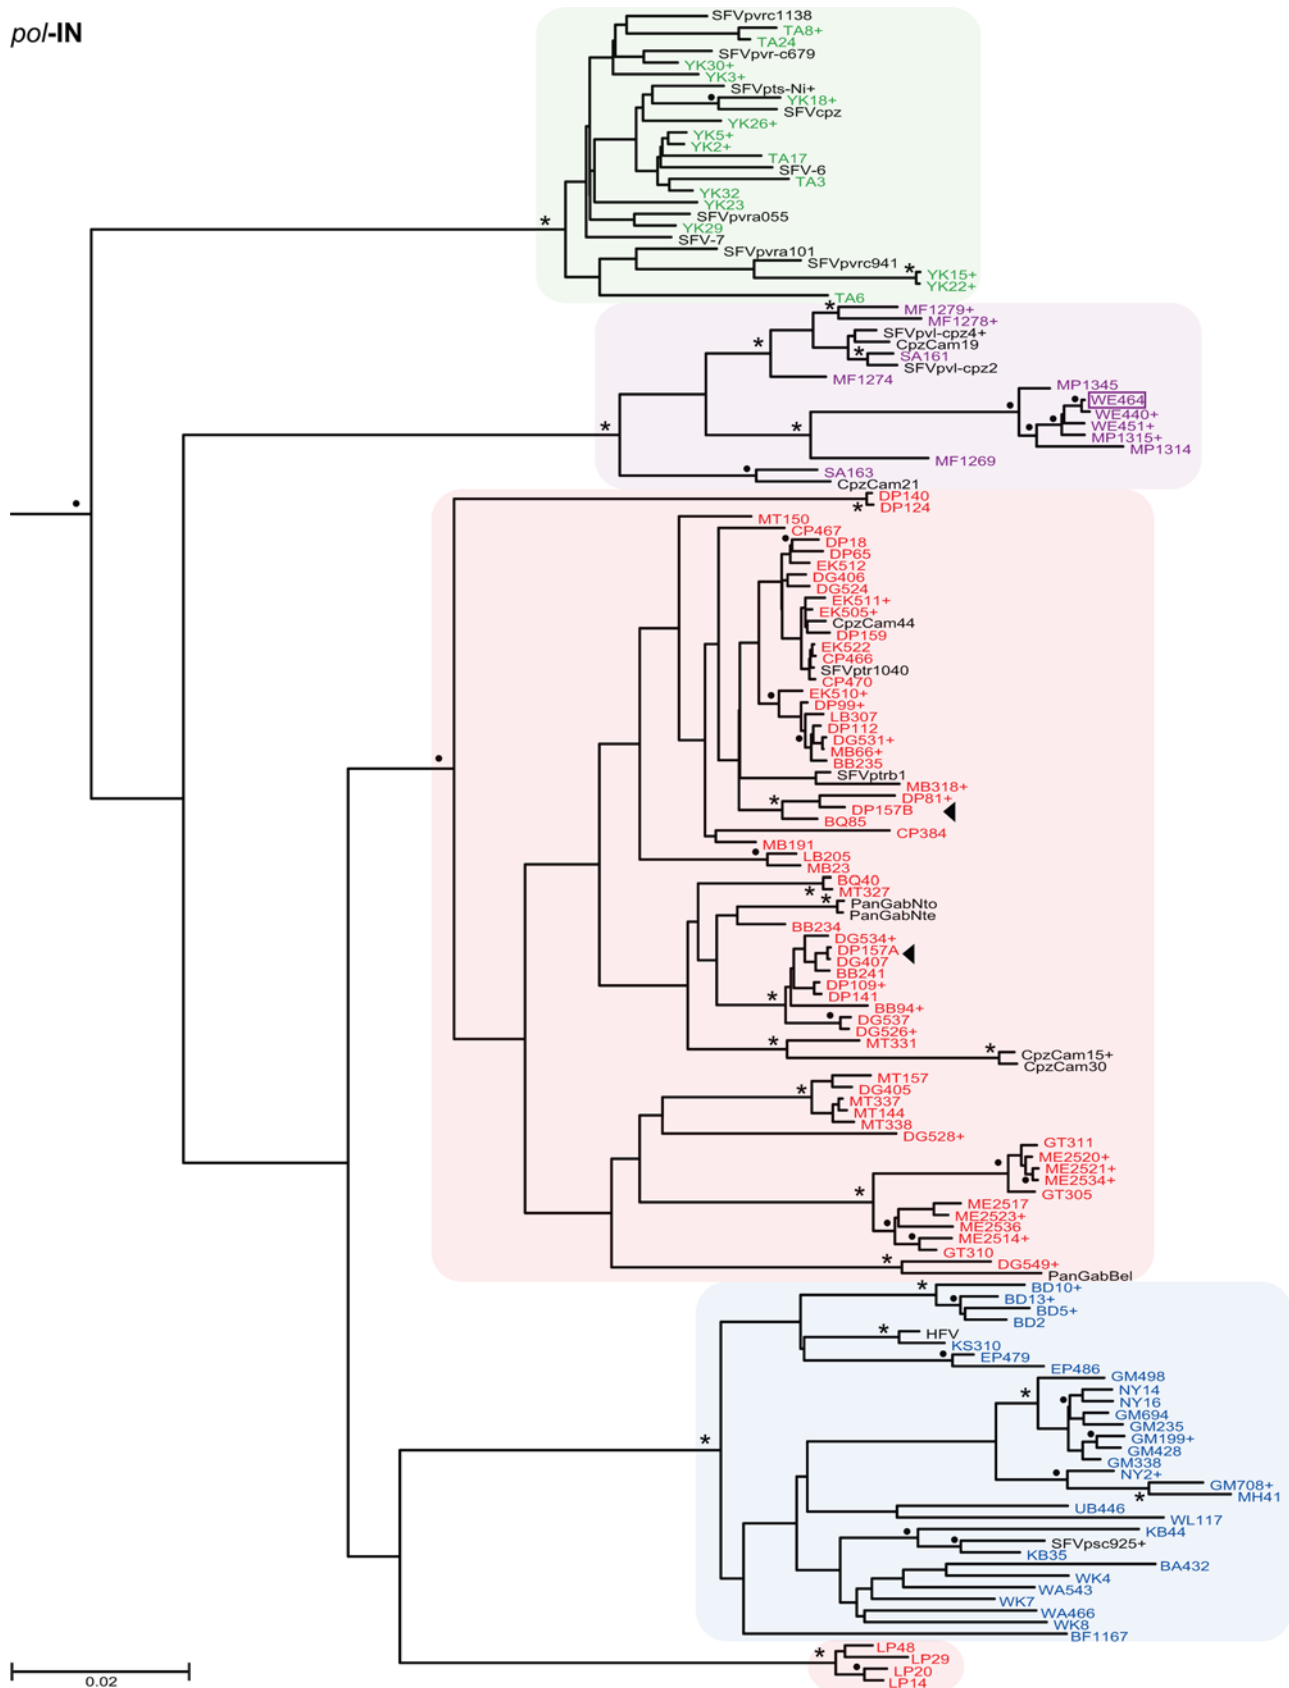 pol-IN
SFVpvrc1138
TA8+
TA24
SFVpvr-c679
YK30+
YK3+
SFVpts-Ni+
YK18+
SFVcpz
YK26+
YK5+
YK2+
TA17
SFV-6
TA3
YK32
YK23
SFVpvra055
YK29
SFV-7
SFVpvra101
SFVpvrc941
YK15+
YK22+
TA6
MF1279+
MF1278+
SFVpvl-cpz4+
CpzCam19
SA161
SFVpvl-cpz2
MF1274
MP1345
WE464
WE440+
WE451+
MP1315+
MP1314
MF1269
SA163
CpzCam21
DP140
DP124
MT150
CP467
DP18
DP65
EK512
DG406
DG524
EK511+
EK505+
CpzCam44
DP159
EK522
CP466
SFVptr1040
CP470
EK510+
DP99+
LB307
DP112
DG531+
MB66+
BB235
SFVptrb1
MB318+
DP81+
DP157B
BQ85
CP384
MB191
LB205
MB23
BQ40
MT327
PanGabNto
PanGabNte
BB234
DG534+
DP157A
DG407
BB241
DP109+
DP141
BB94+
DG537
DG526+
MT331
CpzCam15+
CpzCam30
MT157
DG405
MT337
MT144
MT338
DG528+
GT311
ME2520+
ME2521+
ME2534+
GT305
ME2517
ME2523+
ME2536
ME2514+
GT310
DG549+
PanGabBel
BD10+
BD13+
BD5+
BD2
HFV
KS310
EP479
EP486
GM498
NY14
NY16
GM694
GM235
GM199+
GM428
GM338
NY2+
GM708+
MH41
UB446
WL117
KB44
SFVpsc925+
KB35
BA432
WK4
WA543
WK7
WA466
WK8
BF1167
LP48
LP29
LP20
LP14
0.02